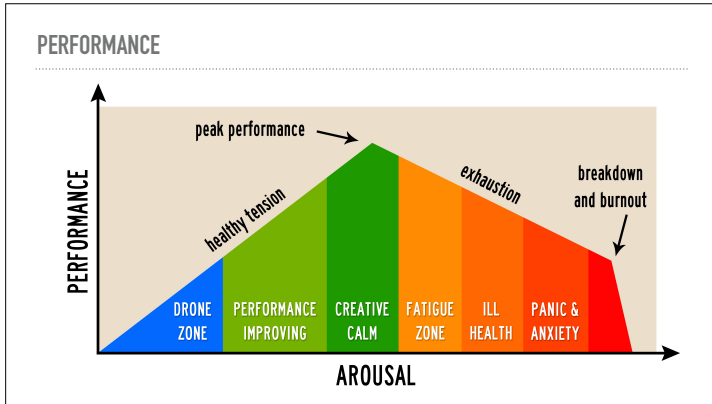 PERFORMANCE
peak performance
healthy tension
exhaustion
breakdown
and burnout
PERFORMANCE
DRONE
ZONE
PERFORMANCE
IMPROVING
CREATIVE
CALM
FATIGUE
ZONE
ILL
HEALTH
PANIC &
ANXIETY
AROUSAL